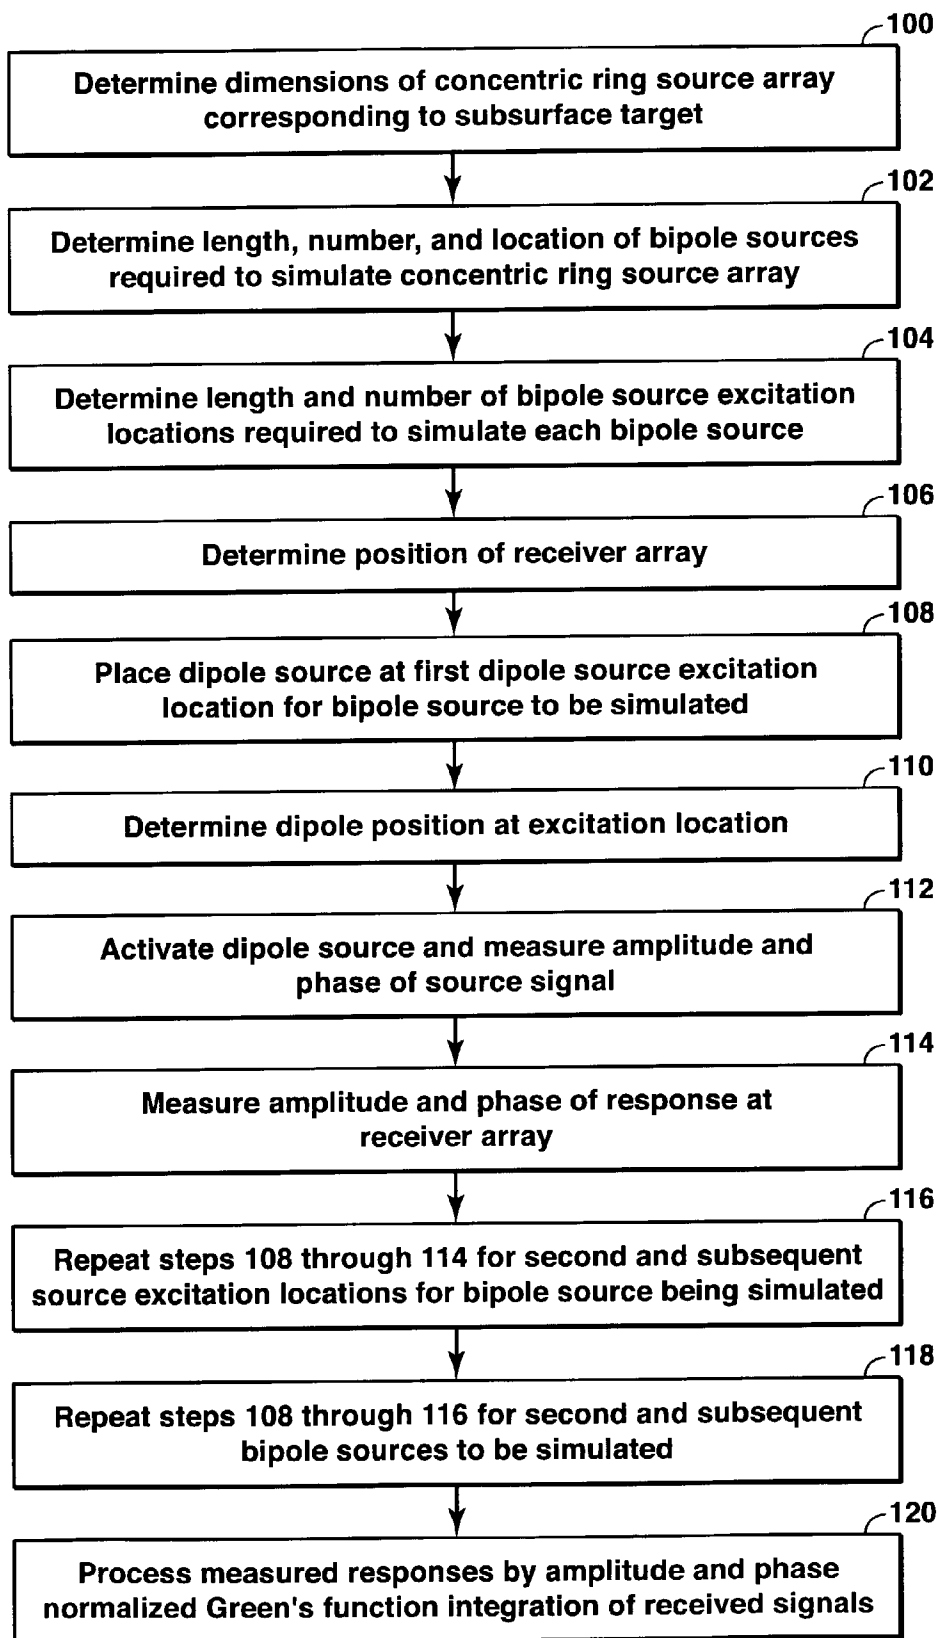 100
Determine dimensions of concentric ring source array
corresponding to subsurface target
102
Determine length, number, and location of bipole sources
required to simulate concentric ring source array
104
Determine length and number of bipole source excitation
locations required to simulate each bipole source
106
Determine position of receiver array
108
Place dipole source at first dipole source excitation
location for bipole source to be simulated
110
Determine dipole position at excitation location
112
Activate dipole source and measure amplitude and
phase of source signal
114
Measure amplitude and phase of response at
receiver array
116
Repeat steps 108 through 114 for second and subsequent
source excitation locations for bipole source being simulated
118
Repeat steps 108 through 116 for second and subsequent
bipole sources to be simulated
120
Process measured responses by amplitude and phase
normalized Green's function integration of received signals